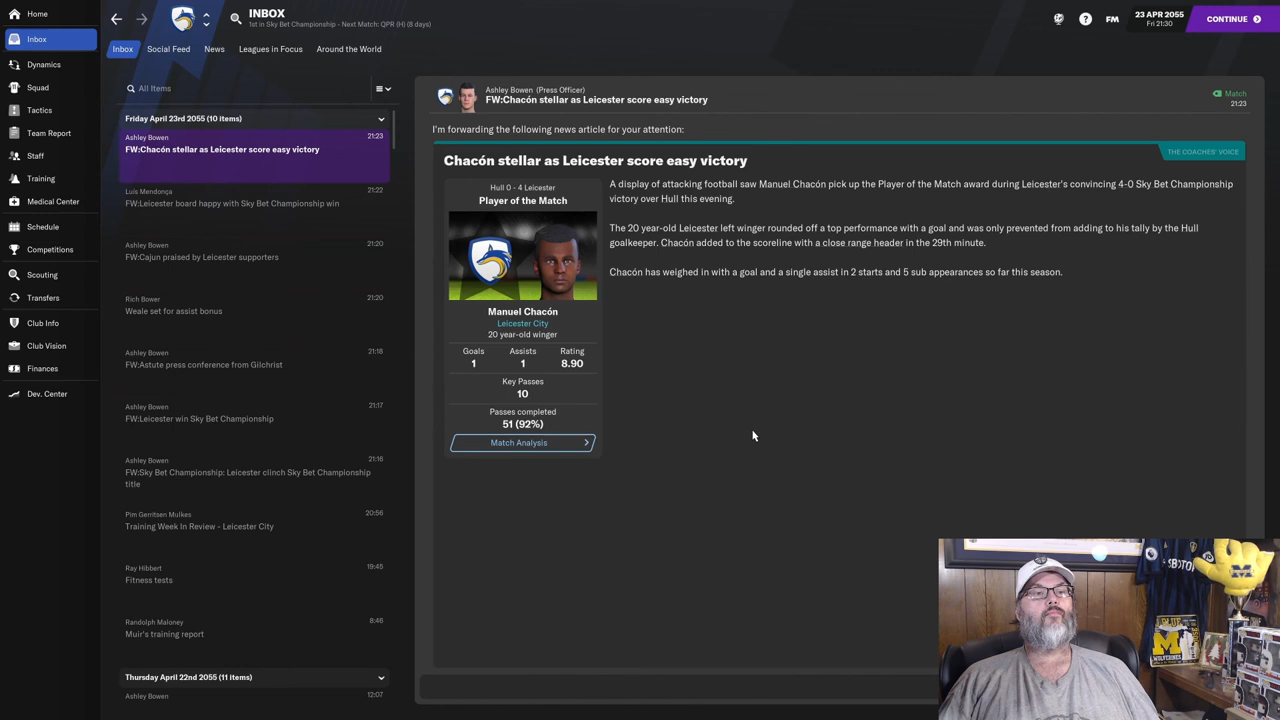 Home
Inbox
Dynamics
Squad
Tactics
Team Report
Staff
Training
Medical Center
Schedule
Competitions
Scouting
Transfers
Club Info
Club Vision
Finances
Dev. Center
INBOX
1st in Sky Bet Championship - Next Match: QPR (H) (8 days)
FM
23 APR 2055
Fri 21:30
CONTINUE
Inbox
Social Feed
News
Leagues in Focus
Around the World
All Items
Friday April 23rd 2055 (10 items)
Ashley Bowen 21:23
FW:Chacón stellar as Leicester score easy victory
Luís Mendonça 21:22
FW:Leicester board happy with Sky Bet Championship win
Ashley Bowen 21:20
FW:Cajun praised by Leicester supporters
Rich Bower 21:20
Weale set for assist bonus
Ashley Bowen 21:18
FW:Astute press conference from Gilchrist
Ashley Bowen 21:17
FW:Leicester win Sky Bet Championship
Ashley Bowen 21:16
FW:Sky Bet Championship: Leicester clinch Sky Bet Championship
title
Pim Gerritsen Mulkes 20:56
Training Week In Review - Leicester City
Ray Hibbert 19:45
Fitness tests
Randolph Maloney 8:46
Muir's training report
Thursday April 22nd 2055 (11 items)
Ashley Bowen 12:07
Ashley Bowen (Press Officer)
FW:Chacón stellar as Leicester score easy victory
Match
21:23
I'm forwarding the following news article for your attention:
Chacón stellar as Leicester score easy victory
THE COACHES' VOICE
Hull 0 - 4 Leicester
Player of the Match
Manuel Chacón
Leicester City
20 year-old winger
Goals Assists Rating
1 1 8.90
Key Passes
10
Passes completed
51 (92%)
Match Analysis
A display of attacking football saw Manuel Chacón pick up the Player of the Match award during Leicester's convincing 4-0 Sky Bet Championship
victory over Hull this evening.
The 20 year-old Leicester left winger rounded off a top performance with a goal and was only prevented from adding to his tally by the Hull
goalkeeper. Chacón added to the scoreline with a close range header in the 29th minute.
Chacón has weighed in with a goal and a single assist in 2 starts and 5 sub appearances so far this season.
M
WOLVERINES